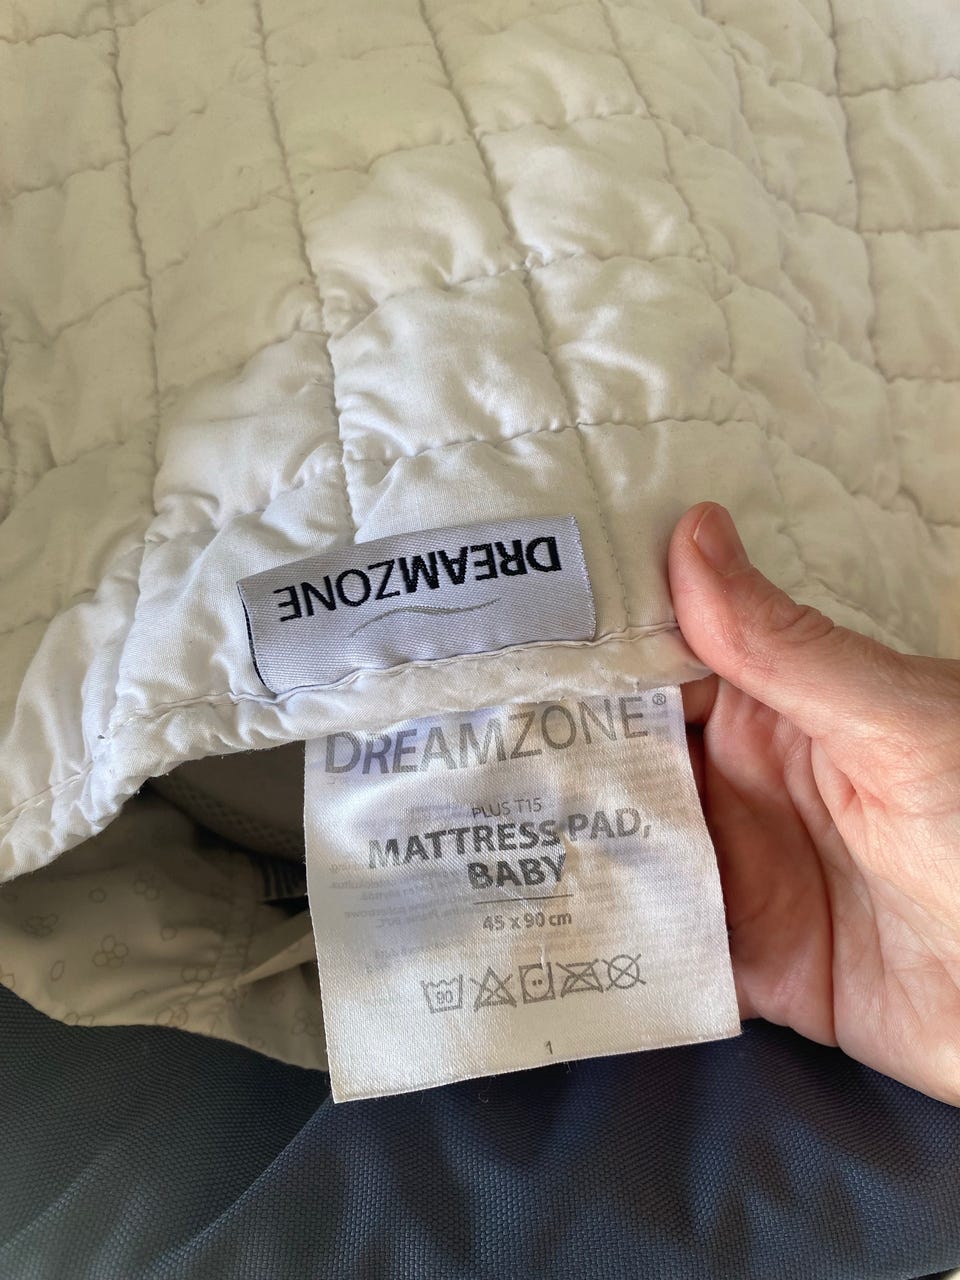 DREAMZONE
DREAMZONE®
PLUS T15
MATTRESS PAD,
BABY
45 x 90 cm
90
1